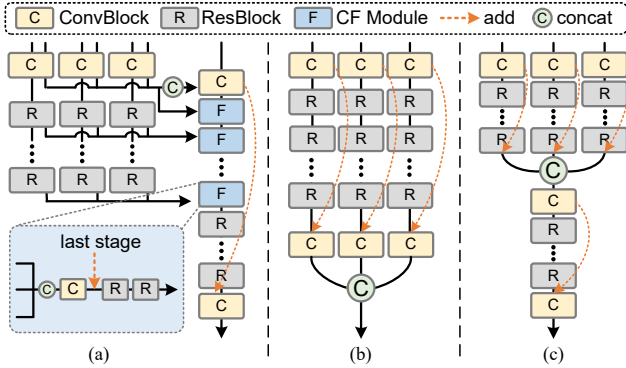 C ConvBlock R ResBlock F CF Module add C concat
C C C C C C C C C C
C C
R R R
R R R R R R F
R R R F R R R
R R R R R R
C C
R R R R F
R
last stage
C C C R
C C R R R R
C C C
(a) (b) (c)